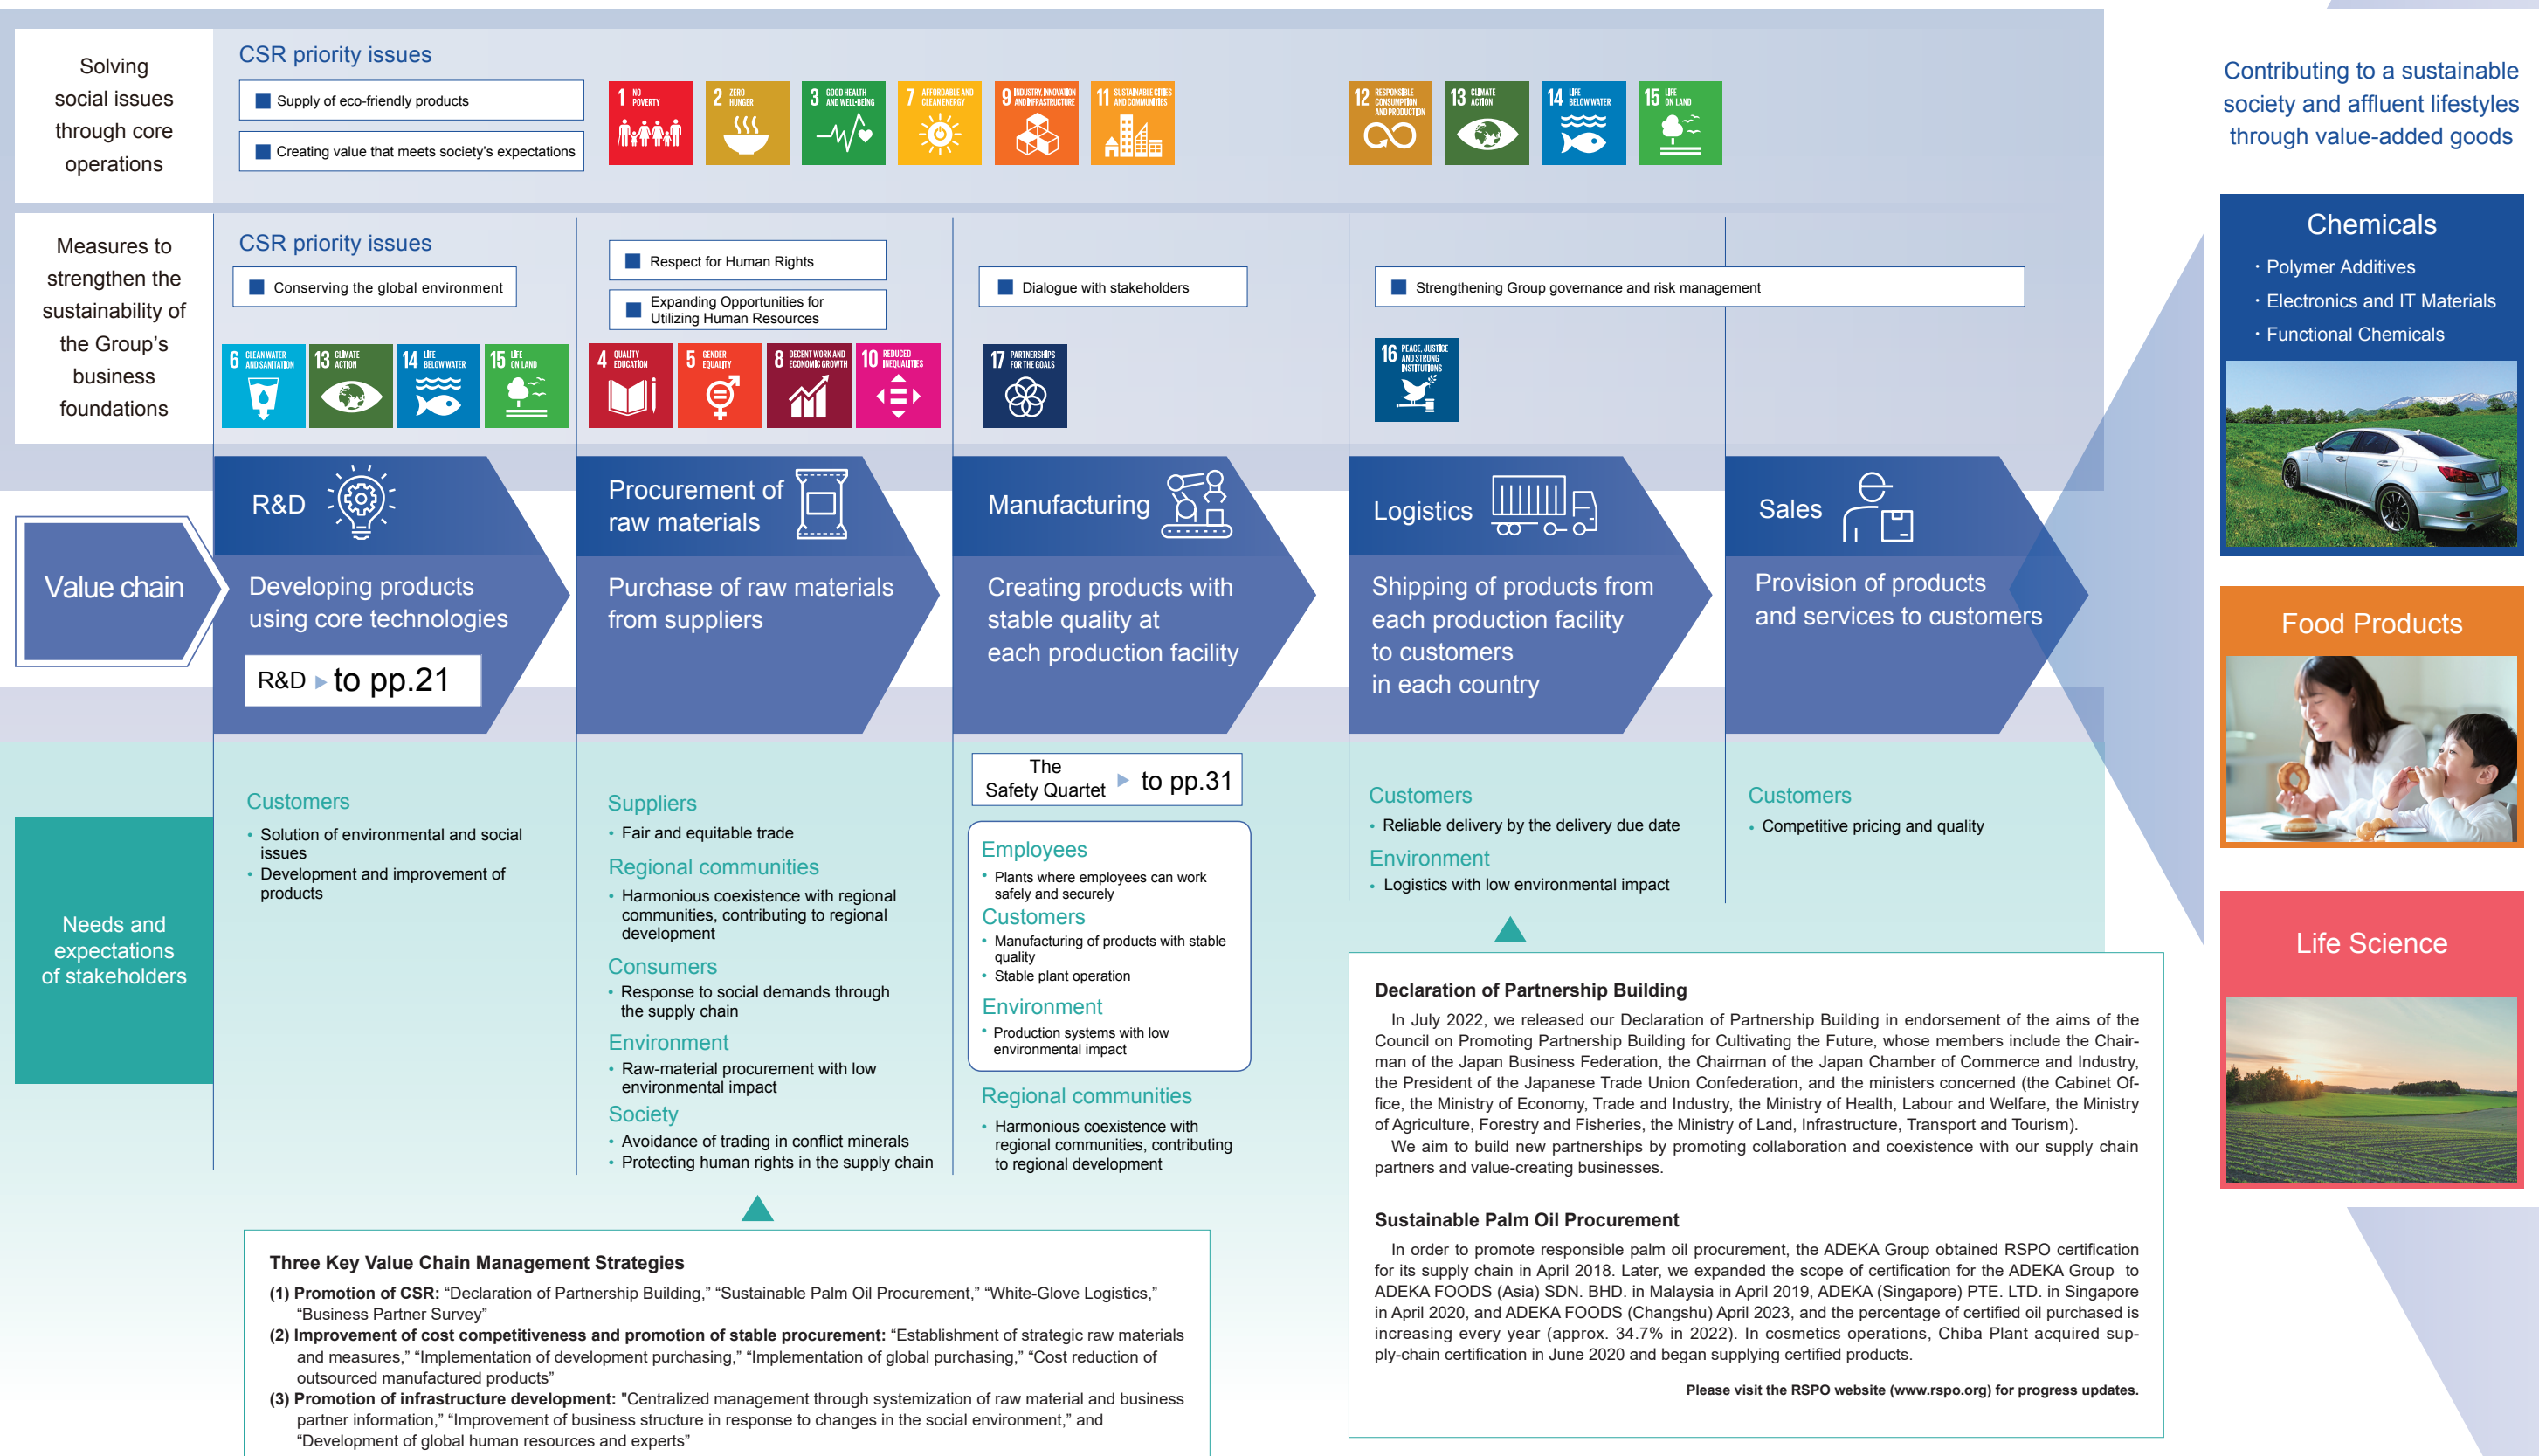 Solving
social issues
through core
operations
CSR priority issues
■ Supply of eco-friendly products
■ Creating value that meets society's expectations
1 NO
POVERTY
2 ZERO
HUNGER
3 GOOD HEALTH
AND WELL-BEING
7 AFFORDABLE AND
CLEAN ENERGY
9 INDUSTRY, INNOVATION
AND INFRASTRUCTURE
11 SUSTAINABLE CITIES
AND COMMUNITIES
12 RESPONSIBLE
CONSUMPTION
AND PRODUCTION
13 CLIMATE
ACTION
14 LIFE
BELOW WATER
15 LIFE
ON LAND
Measures to
strengthen the
sustainability of
the Group's
business
foundations
CSR priority issues
■ Conserving the global environment
■ Respect for Human Rights
■ Expanding Opportunities for
Utilizing Human Resources
■ Dialogue with stakeholders
■ Strengthening Group governance and risk management
6 CLEAN WATER
AND SANITATION
13 CLIMATE
ACTION
14 LIFE
BELOW WATER
15 LIFE
ON LAND
4 QUALITY
EDUCATION
5 GENDER
EQUALITY
8 DECENT WORK AND
ECONOMIC GROWTH
10 REDUCED
INEQUALITIES
17 PARTNERSHIPS
FOR THE GOALS
16 PEACE, JUSTICE
AND STRONG
INSTITUTIONS
Value chain
R&D
Developing products
using core technologies
R&D ▶ to pp.21
Procurement of
raw materials
Purchase of raw materials
from suppliers
Manufacturing
Creating products with
stable quality at
each production facility
Logistics
Shipping of products from
each production facility
to customers
in each country
Sales
Provision of products
and services to customers
Needs and
expectations
of stakeholders
Customers
• Solution of environmental and social
issues
• Development and improvement of
products
Suppliers
• Fair and equitable trade
Regional communities
• Harmonious coexistence with regional
communities, contributing to regional
development
Consumers
• Response to social demands through
the supply chain
Environment
• Raw-material procurement with low
environmental impact
Society
• Avoidance of trading in conflict minerals
• Protecting human rights in the supply chain
The
Safety Quartet ▶ to pp.31
Employees
• Plants where employees can work
safely and securely
Customers
• Manufacturing of products with stable
quality
• Stable plant operation
Environment
• Production systems with low
environmental impact
Regional communities
• Harmonious coexistence with
regional communities, contributing
to regional development
Customers
• Reliable delivery by the delivery due date
Environment
• Logistics with low environmental impact
Customers
• Competitive pricing and quality
Three Key Value Chain Management Strategies
(1) Promotion of CSR: “Declaration of Partnership Building,” “Sustainable Palm Oil Procurement,” “White-Glove Logistics,”
“Business Partner Survey”
(2) Improvement of cost competitiveness and promotion of stable procurement: “Establishment of strategic raw materials
and measures,” “Implementation of development purchasing,” “Implementation of global purchasing,” “Cost reduction of
outsourced manufactured products”
(3) Promotion of infrastructure development: "Centralized management through systemization of raw material and business
partner information,” “Improvement of business structure in response to changes in the social environment,” and
“Development of global human resources and experts”
Declaration of Partnership Building
In July 2022, we released our Declaration of Partnership Building in endorsement of the aims of the
Council on Promoting Partnership Building for Cultivating the Future, whose members include the Chair-
man of the Japan Business Federation, the Chairman of the Japan Chamber of Commerce and Industry,
the President of the Japanese Trade Union Confederation, and the ministers concerned (the Cabinet Of-
fice, the Ministry of Economy, Trade and Industry, the Ministry of Health, Labour and Welfare, the Ministry
of Agriculture, Forestry and Fisheries, the Ministry of Land, Infrastructure, Transport and Tourism).
We aim to build new partnerships by promoting collaboration and coexistence with our supply chain
partners and value-creating businesses.
Sustainable Palm Oil Procurement
In order to promote responsible palm oil procurement, the ADEKA Group obtained RSPO certification
for its supply chain in April 2018. Later, we expanded the scope of certification for the ADEKA Group to
ADEKA FOODS (Asia) SDN. BHD. in Malaysia in April 2019, ADEKA (Singapore) PTE. LTD. in Singapore
in April 2020, and ADEKA FOODS (Changshu) April 2023, and the percentage of certified oil purchased is
increasing every year (approx. 34.7% in 2022). In cosmetics operations, Chiba Plant acquired sup-
ply-chain certification in June 2020 and began supplying certified products.
Please visit the RSPO website (www.rspo.org) for progress updates.
Contributing to a sustainable
society and affluent lifestyles
through value-added goods
Chemicals
・Polymer Additives
・Electronics and IT Materials
・Functional Chemicals
Food Products
Life Science